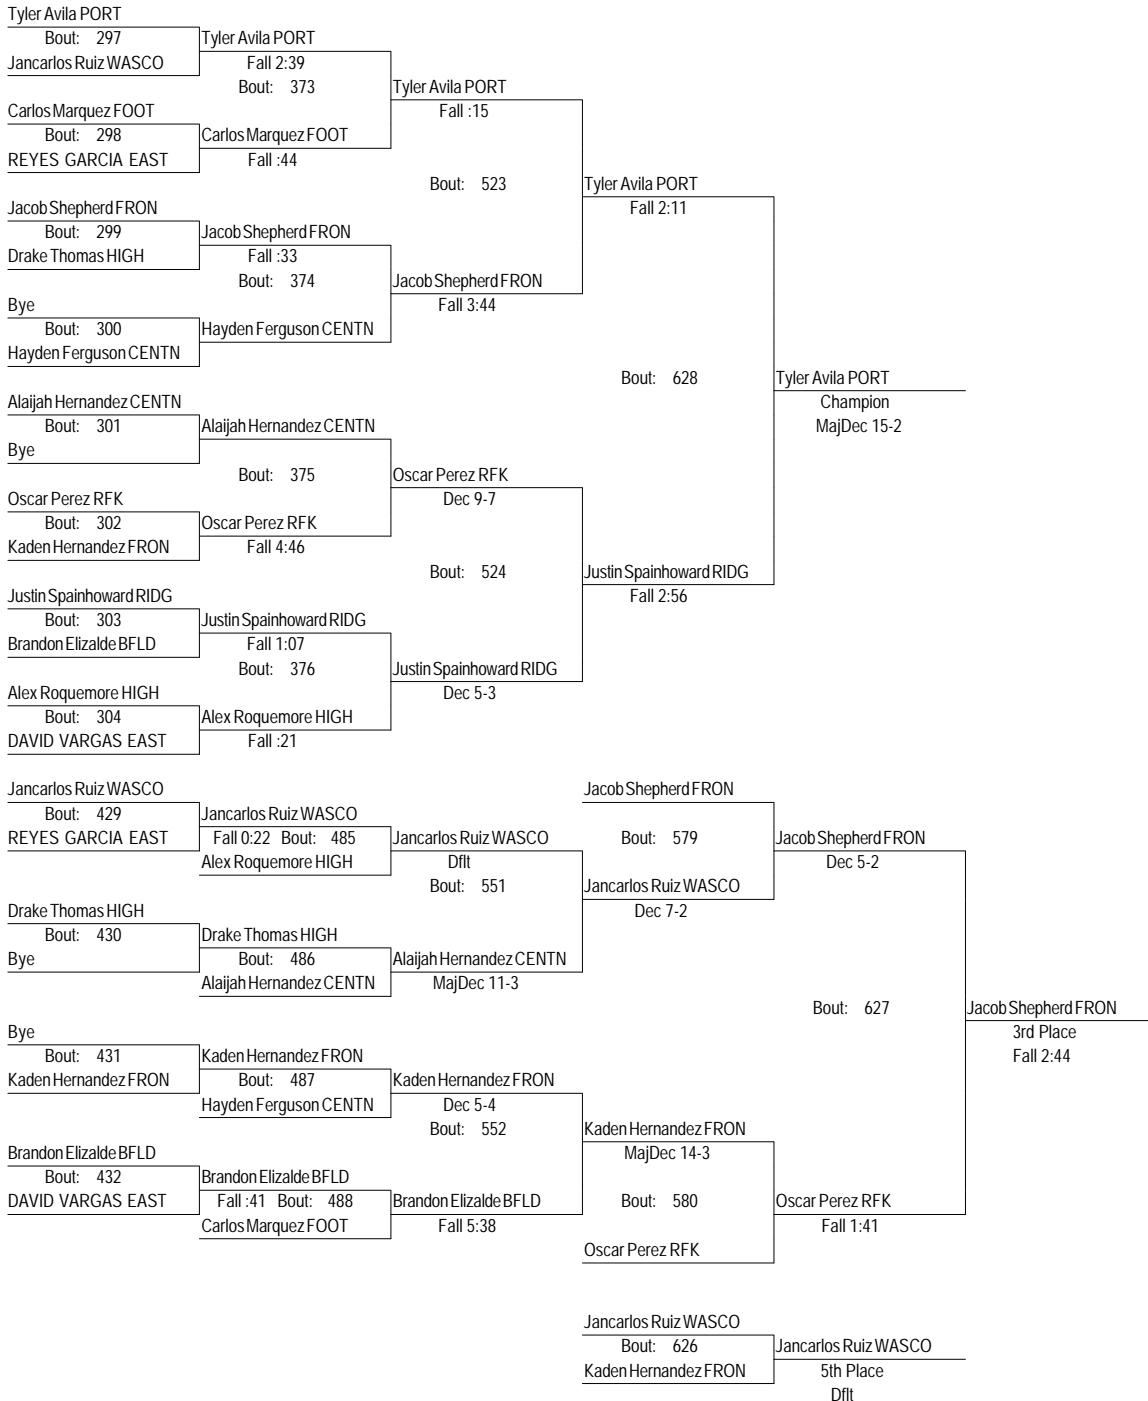 Tyler Avila PORT
Bout: 297
Tyler Avila PORT
Jancarlos Ruiz WASCO
Fall 2:39
Bout: 373
Tyler Avila PORT
Carlos Marquez FOOT
Fall :15
Bout: 298
Carlos Marquez FOOT
REYES GARCIA EAST
Fall :44
Bout: 523
Tyler Avila PORT
Jacob Shepherd FRON
Fall 2:11
Bout: 299
Jacob Shepherd FRON
Drake Thomas HIGH
Fall :33
Bout: 374
Jacob Shepherd FRON
Bye
Fall 3:44
Bout: 300
Hayden Ferguson CENTN
Hayden Ferguson CENTN
Bout: 628
Tyler Avila PORT
Alaijah Hernandez CENTN
Champion
Bout: 301
Alaijah Hernandez CENTN
MajDec 15-2
Bye
Bout: 375
Oscar Perez RFK
Oscar Perez RFK
Dec 9-7
Bout: 302
Oscar Perez RFK
Kaden Hernandez FRON
Fall 4:46
Bout: 524
Justin Spainhoward RIDG
Justin Spainhoward RIDG
Fall 2:56
Bout: 303
Justin Spainhoward RIDG
Brandon Elizalde BFLD
Fall 1:07
Bout: 376
Justin Spainhoward RIDG
Alex Roquemore HIGH
Dec 5-3
Bout: 304
Alex Roquemore HIGH
DAVID VARGAS EAST
Fall :21
Jancarlos Ruiz WASCO
Jacob Shepherd FRON
Bout: 429
Jancarlos Ruiz WASCO
REYES GARCIA EAST
Fall 0:22 Bout: 485
Jancarlos Ruiz WASCO
Bout: 579
Jacob Shepherd FRON
Alex Roquemore HIGH
Dflt
Dec 5-2
Bout: 551
Jancarlos Ruiz WASCO
Drake Thomas HIGH
Dec 7-2
Bout: 430
Drake Thomas HIGH
Bye
Bout: 486
Alaijah Hernandez CENTN
Alaijah Hernandez CENTN
MajDec 11-3
Bout: 627
Jacob Shepherd FRON
Bye
3rd Place
Bout: 431
Kaden Hernandez FRON
Fall 2:44
Kaden Hernandez FRON
Bout: 487
Kaden Hernandez FRON
Hayden Ferguson CENTN
Dec 5-4
Bout: 552
Kaden Hernandez FRON
Brandon Elizalde BFLD
MajDec 14-3
Bout: 432
Brandon Elizalde BFLD
DAVID VARGAS EAST
Fall :41 Bout: 488
Brandon Elizalde BFLD
Bout: 580
Oscar Perez RFK
Carlos Marquez FOOT
Fall 5:38
Fall 1:41
Oscar Perez RFK
Jancarlos Ruiz WASCO
Bout: 626
Jancarlos Ruiz WASCO
Kaden Hernandez FRON
5th Place
Dflt